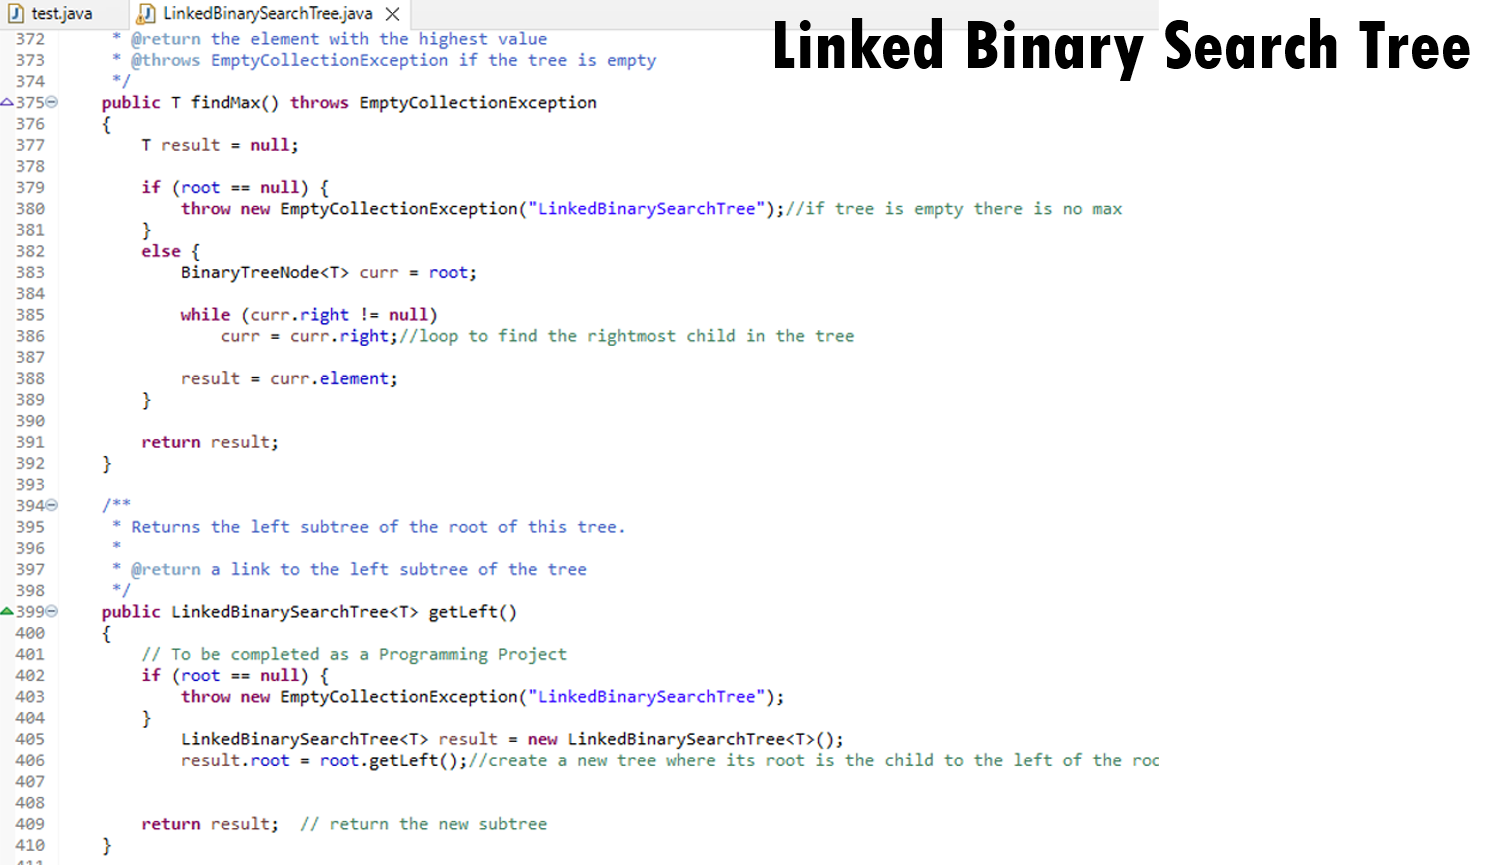 test.java
LinkedBinarySearchTree.java
Linked Binary Search Tree
372 * @return the element with the highest value
373 * @throws EmptyCollectionException if the tree is empty
374 */
375 public T findMax() throws EmptyCollectionException
376 {
377 T result = null;
378
379 if (root == null) {
380 throw new EmptyCollectionException("LinkedBinarySearchTree");//if tree is empty there is no max
381 }
382 else {
383 BinaryTreeNode<T> curr = root;
384
385 while (curr.right != null)
386 curr = curr.right;//loop to find the rightmost child in the tree
387
388 result = curr.element;
389 }
390
391 return result;
392 }
393
394 /**
395 * Returns the left subtree of the root of this tree.
396 *
397 * @return a link to the left subtree of the tree
398 */
399 public LinkedBinarySearchTree<T> getLeft()
400 {
401 // To be completed as a Programming Project
402 if (root == null) {
403 throw new EmptyCollectionException("LinkedBinarySearchTree");
404 }
405 LinkedBinarySearchTree<T> result = new LinkedBinarySearchTree<T>();
406 result.root = root.getLeft();//create a new tree where its root is the child to the left of the roo
407
408
409 return result; // return the new subtree
410 }